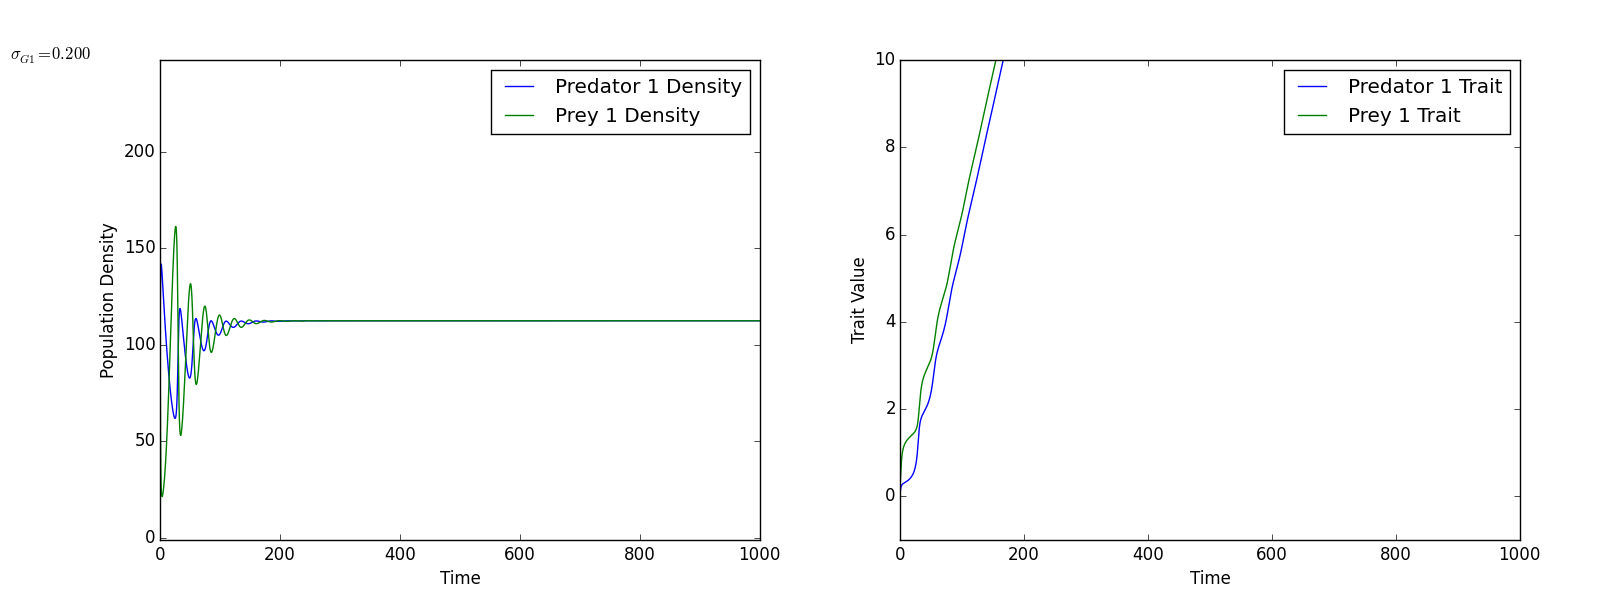 σG1=0.200
Predator 1 Density
Prey 1 Density
200
150
100
50
0
0 200 400 600 800 1000
Population Density
Time
Predator 1 Trait
Prey 1 Trait
10
8
6
4
2
0
0 200 400 600 800 1000
Trait Value
Time